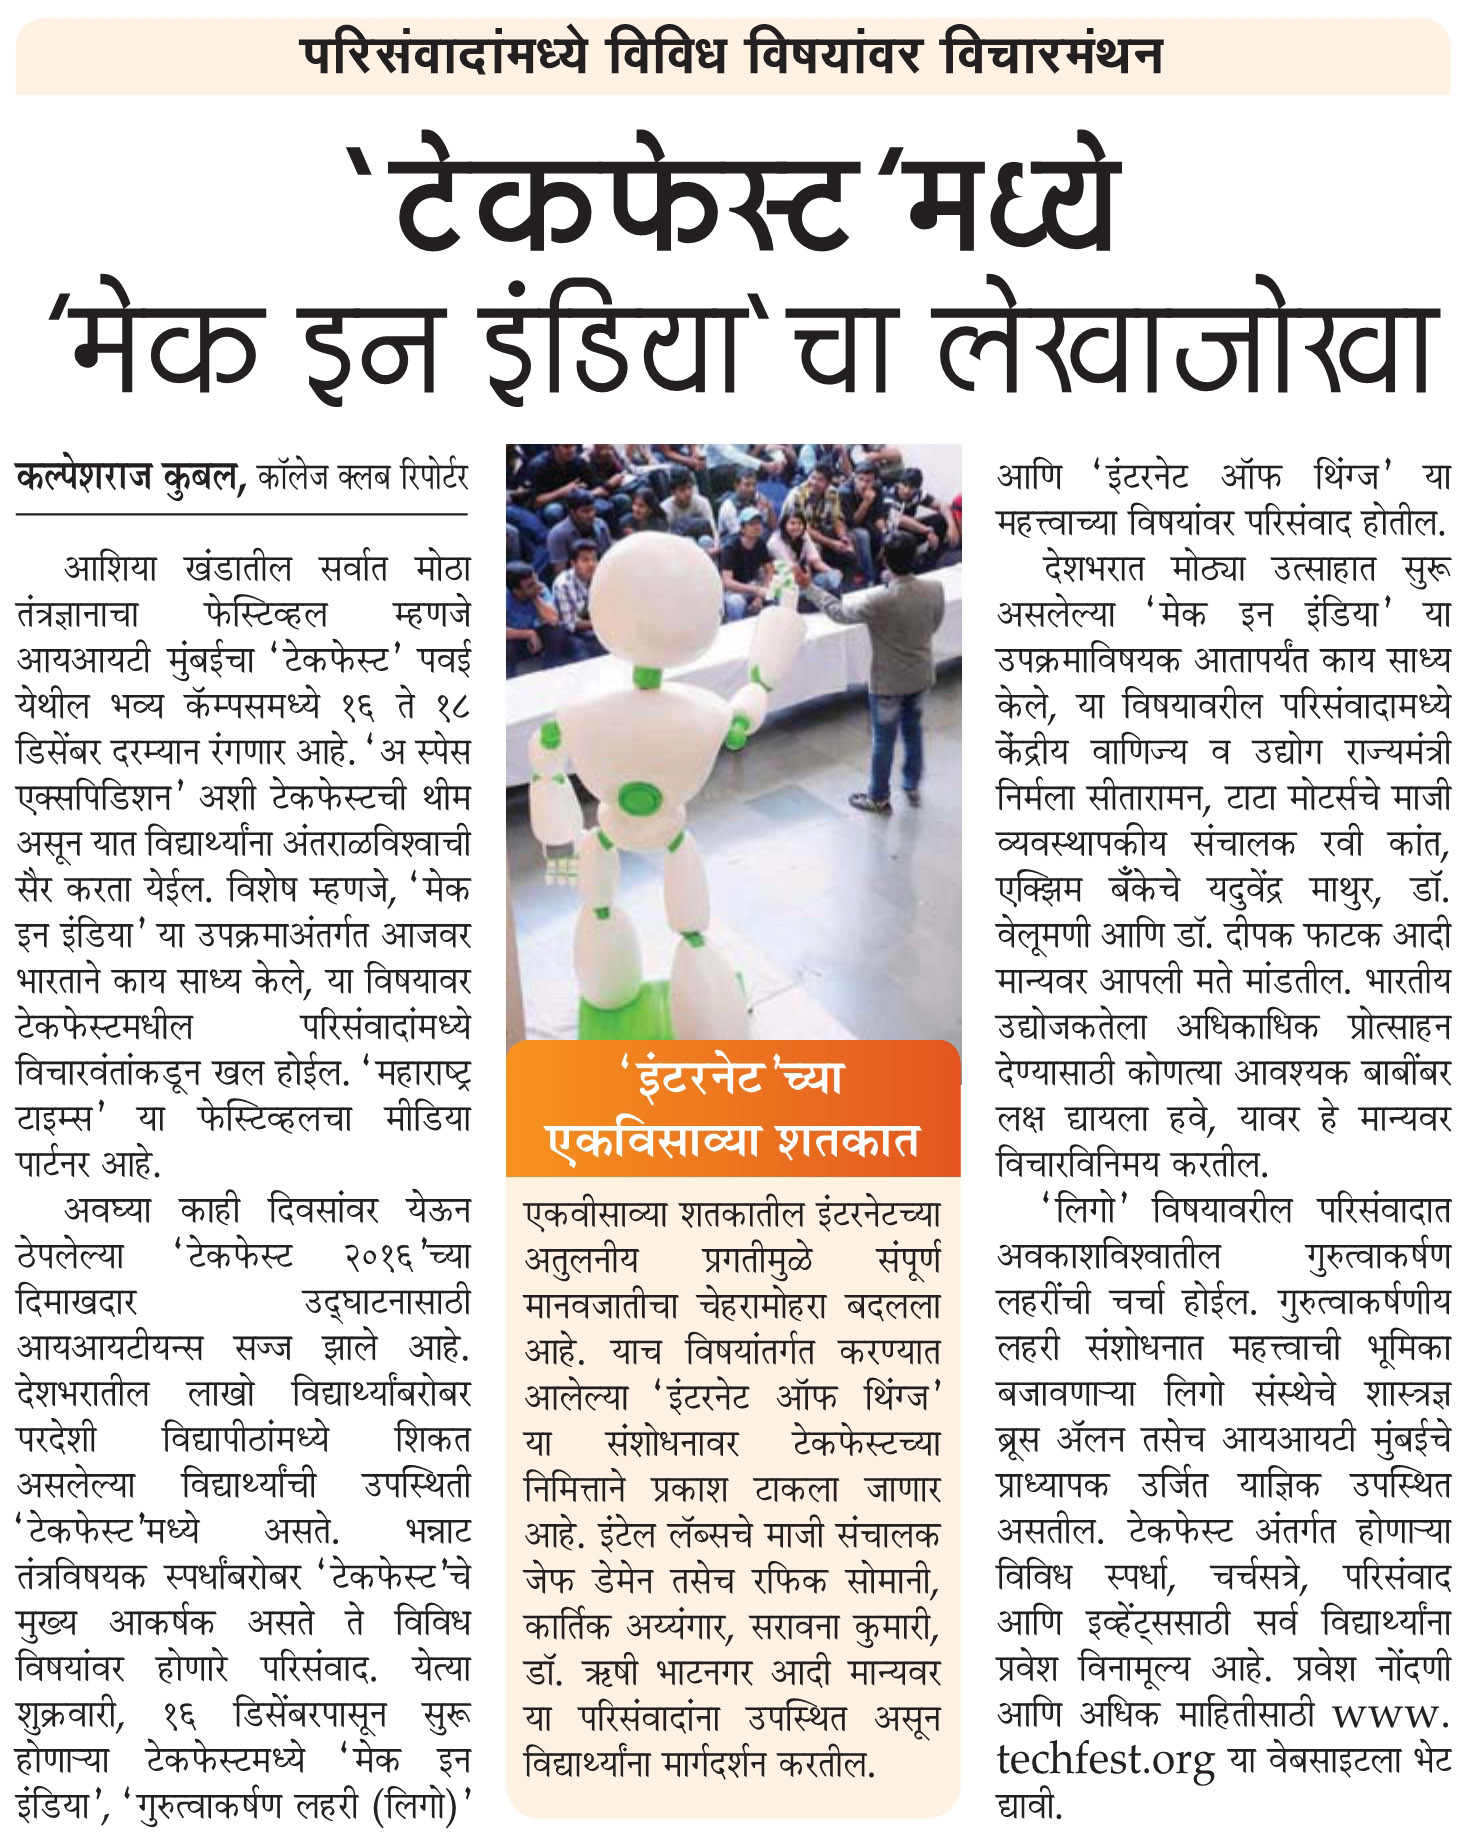 परिसंवादांमध्ये विविध विषयांवर विचारमंथन
‘टेकफेस्ट’मध्ये
‘मेक इन इंडिया‘चा लेखाजोखा
कल्पेशराज कुबल, कॉलेज क्लब रिपोर्टर
आशिया खंडातील सर्वात मोठा
तंत्रज्ञानाचा फेस्टिव्हल म्हणजे
आयआयटी मुंबईचा ‘टेकफेस्ट’ पवई
येथील भव्य कॅम्पसमध्ये १६ ते १८
डिसेंबर दरम्यान रंगणार आहे. ‘अ स्पेस
एक्सपिडिशन’ अशी टेकफेस्टची थीम
असून यात विद्यार्थ्यांना अंतराळविश्वाची
सैर करता येईल. विशेष म्हणजे, ‘मेक
इन इंडिया’ या उपक्रमाअंतर्गत आजवर
भारताने काय साध्य केले, या विषयावर
टेकफेस्टमधील परिसंवादांमध्ये
विचारवंतांकडून खल होईल. ‘महाराष्ट्र
टाइम्स’ या फेस्टिव्हलचा मीडिया
पार्टनर आहे.
अवघ्या काही दिवसांवर येऊन
ठेपलेल्या ‘टेकफेस्ट २०१६’च्या
दिमाखदार उद्‌घाटनासाठी
आयआयटीयन्स सज्ज झाले आहे.
देशभरातील लाखो विद्यार्थ्यांबरोबर
परदेशी विद्यापीठांमध्ये शिकत
असलेल्या विद्यार्थ्यांची उपस्थिती
‘टेकफेस्ट’मध्ये असते. भन्नाट
तंत्रविषयक स्पर्धांबरोबर ‘टेकफेस्ट’चे
मुख्य आकर्षक असते ते विविध
विषयांवर होणारे परिसंवाद. येत्या
शुक्रवारी, १६ डिसेंबरपासून सुरू
होणाऱ्या टेकफेस्टमध्ये ‘मेक इन
इंडिया’, ‘गुरुत्वाकर्षण लहरी (लिगो)’
‘इंटरनेट’च्या
एकविसाव्या शतकात
एकवीसाव्या शतकातील इंटरनेटच्या
अतुलनीय प्रगतीमुळे संपूर्ण
मानवजातीचा चेहरामोहरा बदलला
आहे. याच विषयांतर्गत करण्यात
आलेल्या ‘इंटरनेट ऑफ थिंग्ज’
या संशोधनावर टेकफेस्टच्या
निमित्ताने प्रकाश टाकला जाणार
आहे. इंटेल लॅब्सचे माजी संचालक
जेफ डेमेन तसेच रफिक सोमानी,
कार्तिक अय्यंगार, सरावना कुमारी,
डॉ. ऋषी भाटनगर आदी मान्यवर
या परिसंवादांना उपस्थित असून
विद्यार्थ्यांना मार्गदर्शन करतील.
आणि ‘इंटरनेट ऑफ थिंग्ज’ या
महत्त्वाच्या विषयांवर परिसंवाद होतील.
देशभरात मोठ्या उत्साहात सुरू
असलेल्या ‘मेक इन इंडिया’ या
उपक्रमाविषयक आतापर्यंत काय साध्य
केले, या विषयावरील परिसंवादामध्ये
केंद्रीय वाणिज्य व उद्योग राज्यमंत्री
निर्मला सीतारामन, टाटा मोटर्सचे माजी
व्यवस्थापकीय संचालक रवी कांत,
एक्झिम बँकेचे यदुवेंद्र माथुर, डॉ.
वेलूमणी आणि डॉ. दीपक फाटक आदी
मान्यवर आपली मते मांडतील. भारतीय
उद्योजकतेला अधिकाधिक प्रोत्साहन
देण्यासाठी कोणत्या आवश्यक बाबींबर
लक्ष द्यायला हवे, यावर हे मान्यवर
विचारविनिमय करतील.
‘लिगो’ विषयावरील परिसंवादात
अवकाशविश्वातील गुरुत्वाकर्षण
लहरींची चर्चा होईल. गुरुत्वाकर्षणीय
लहरी संशोधनात महत्त्वाची भूमिका
बजावणाऱ्या लिगो संस्थेचे शास्त्रज्ञ
ब्रूस ॲलन तसेच आयआयटी मुंबईचे
प्राध्यापक उर्जित याज्ञिक उपस्थित
असतील. टेकफेस्ट अंतर्गत होणाऱ्या
विविध स्पर्धा, चर्चसत्रे, परिसंवाद
आणि इव्हेंट्ससाठी सर्व विद्यार्थ्यांना
प्रवेश विनामूल्य आहे. प्रवेश नोंदणी
आणि अधिक माहितीसाठी www.
techfest.org या वेबसाइटला भेट
द्यावी.